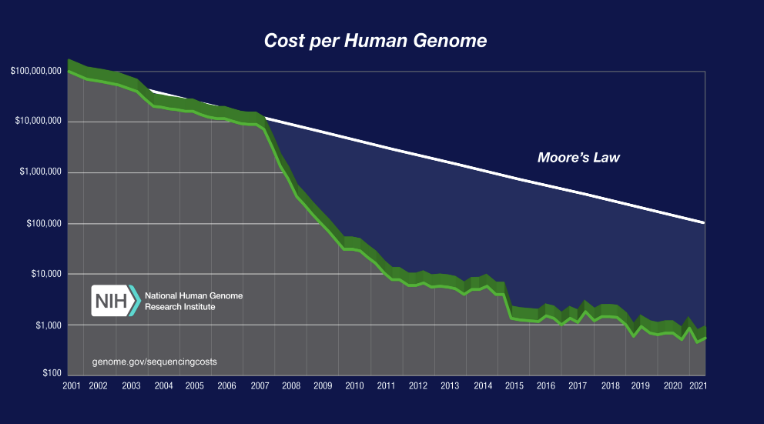 Cost per Human Genome
$100,000,000
$10,000,000
$1,000,000
$100,000
$10,000
$1,000
$100
Moore's Law
NIH
National Human Genome
Research Institute
genome.gov/sequencingcosts
2001 2002 2003 2004 2005 2006 2007 2008 2009 2010 2011 2012 2013 2014 2015 2016 2017 2018 2019 2020 2021